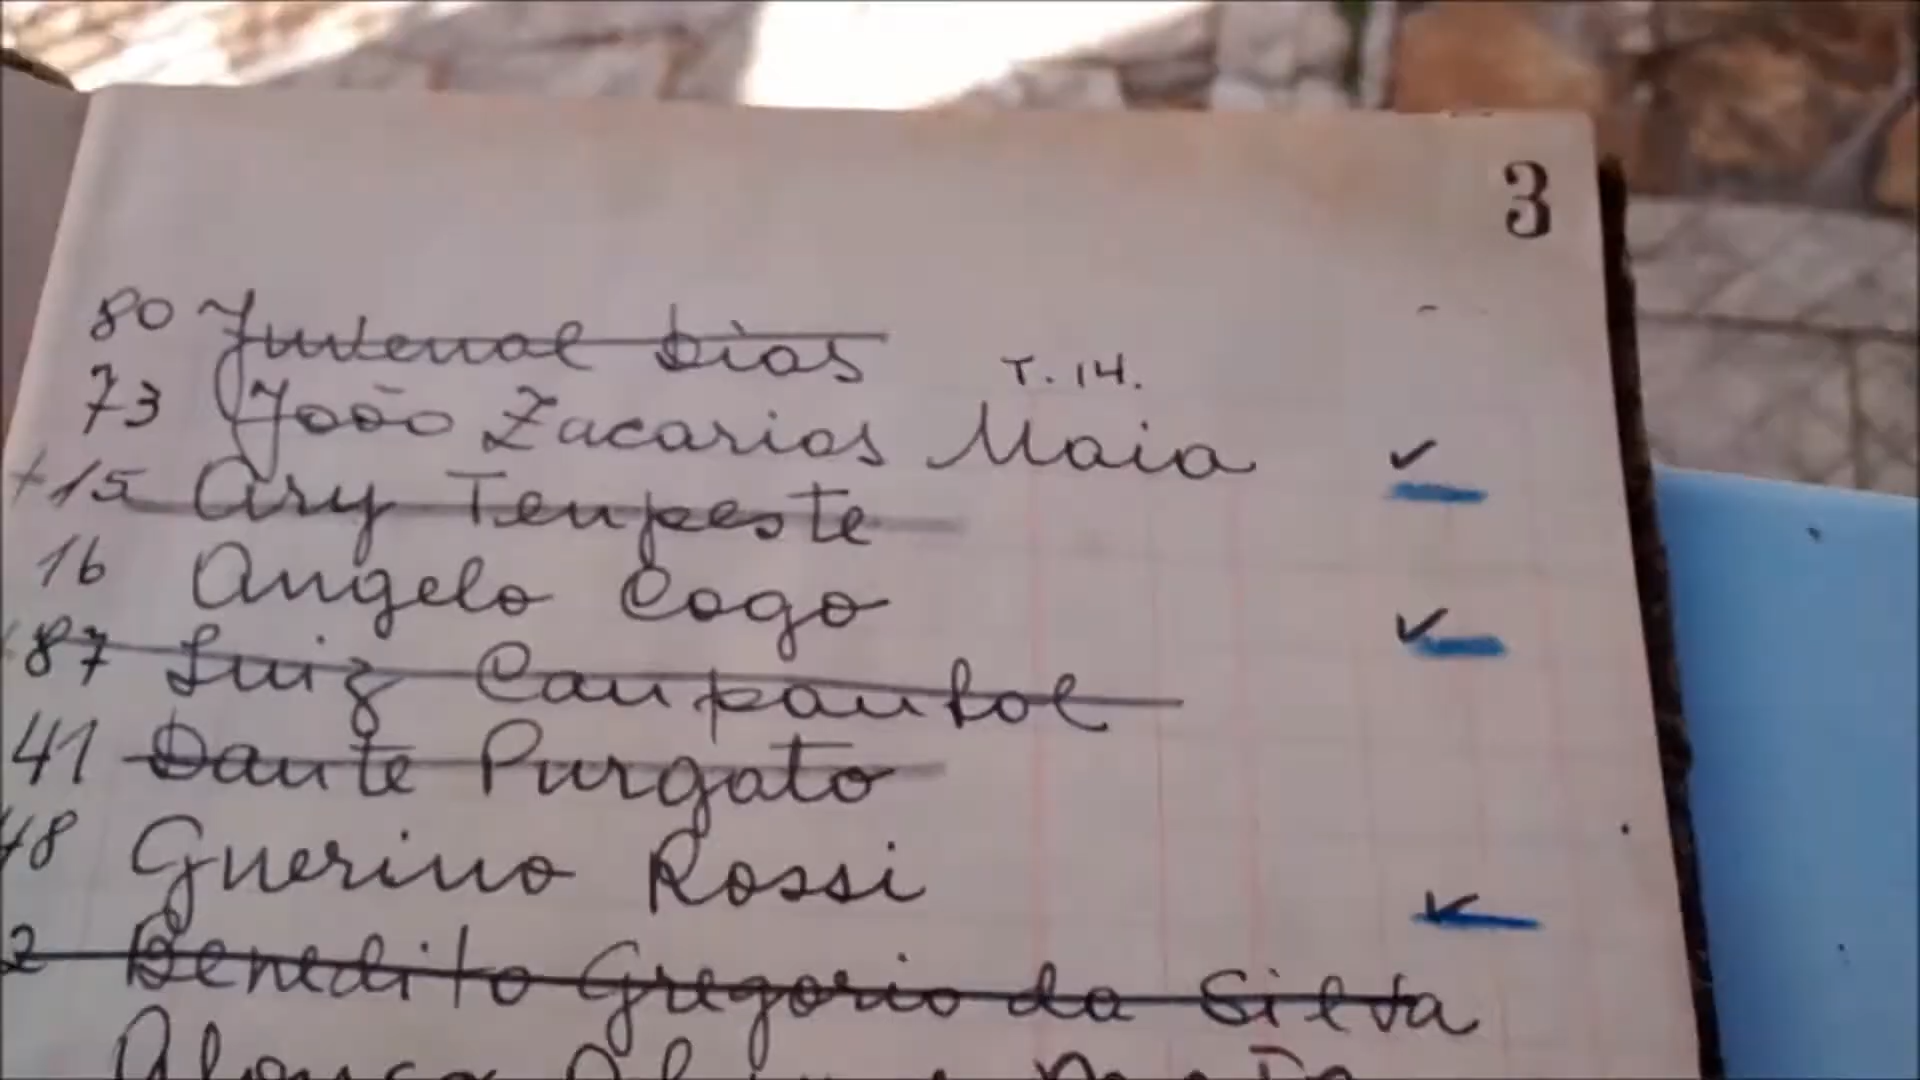 3
80 Juvenal Dias
T. 14.
73 João Zacarias Maia ✓
+15 Ary Tempeste
16 Angelo Cogo ✓
87 Luiz Campanhol
41 Dante Purgato
48 Guerino Rossi ✓
2 Benedito Gregorio da Silva